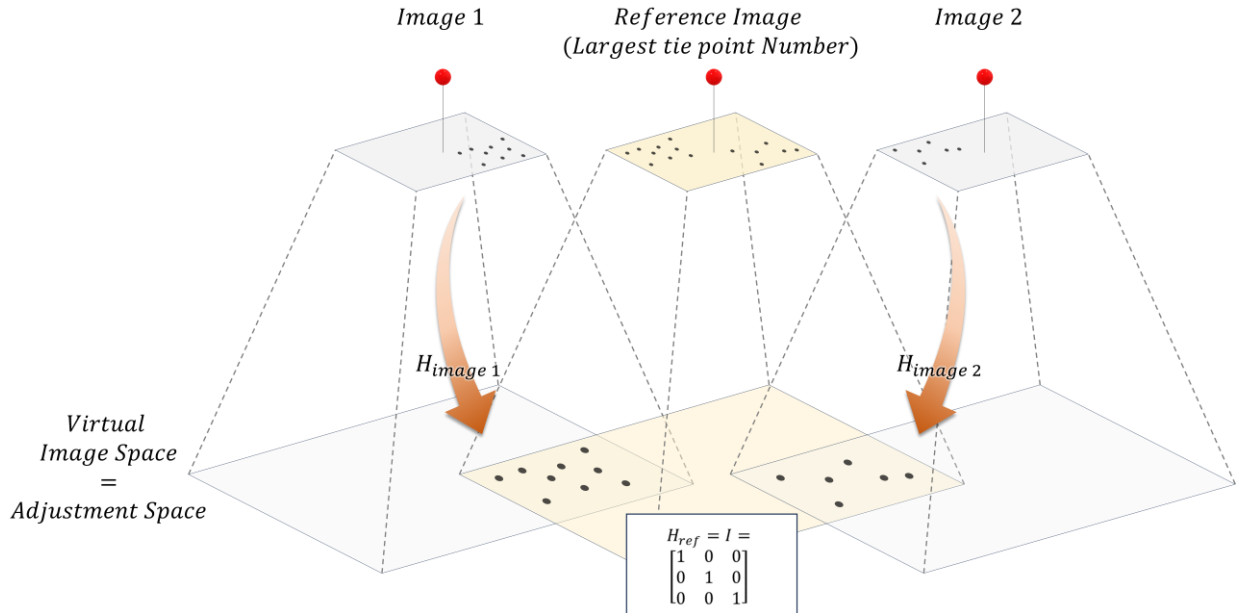 Image 1
Reference Image
(Largest tie point Number)
Image 2
H_image 1
H_image 2
Virtual
Image Space
=
Adjustment Space
H_ref = I =
[1 0 0
0 1 0
0 0 1]